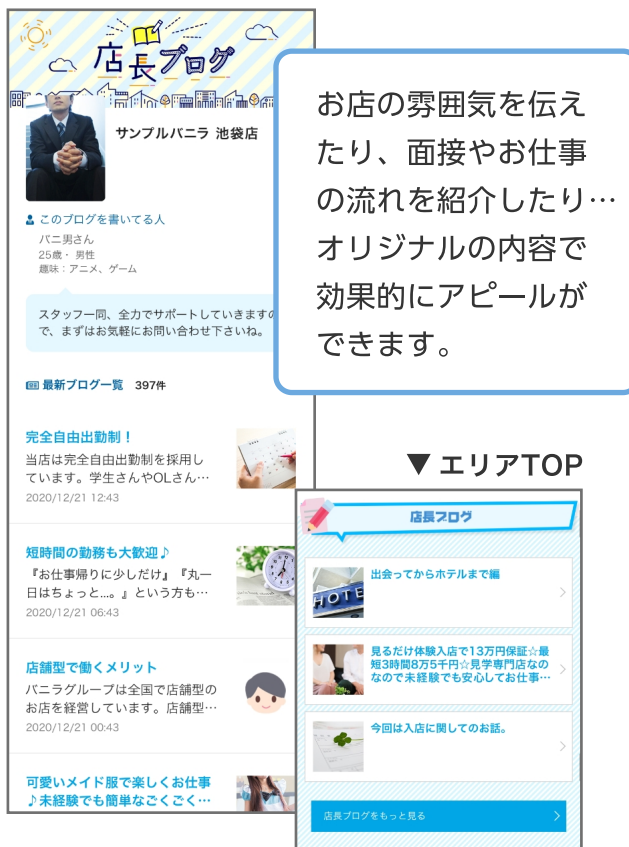 店長ブログ
サンプルバニラ 池袋店
このブログを書いてる人
バニ男さん
25歳・ 男性
趣味：アニメ、ゲーム
スタッフ一同、全力でサポートしていきますの
で、まずはお気軽にお問い合わせ下さいね。
最新ブログ一覧 397件
完全自由出勤制！
当店は完全自由出勤制を採用し
ています。学生さんやOLさん…
2020/12/21 12:43
短時間の勤務も大歓迎♪
『お仕事帰りに少しだけ』『丸一
日はちょっと...。』という方も…
2020/12/21 06:43
店舗型で働くメリット
バニラグループは全国で店舗型の
お店を経営しています。店舗型…
2020/12/21 00:43
可愛いメイド服で楽しくお仕事
♪未経験でも簡単なごくごく…
お店の雰囲気を伝え
たり、面接やお仕事
の流れを紹介したり…
オリジナルの内容で
効果的にアピールが
できます。
▼ エリアTOP
店長ブログ
HOTE
出会ってからホテルまで編
見るだけ体験入店で13万円保証☆最
短3時間8万5千円☆見学専門店なの
なので未経験でも安心してお仕事…
今回は入店に関してのお話。
店長ブログをもっと見る